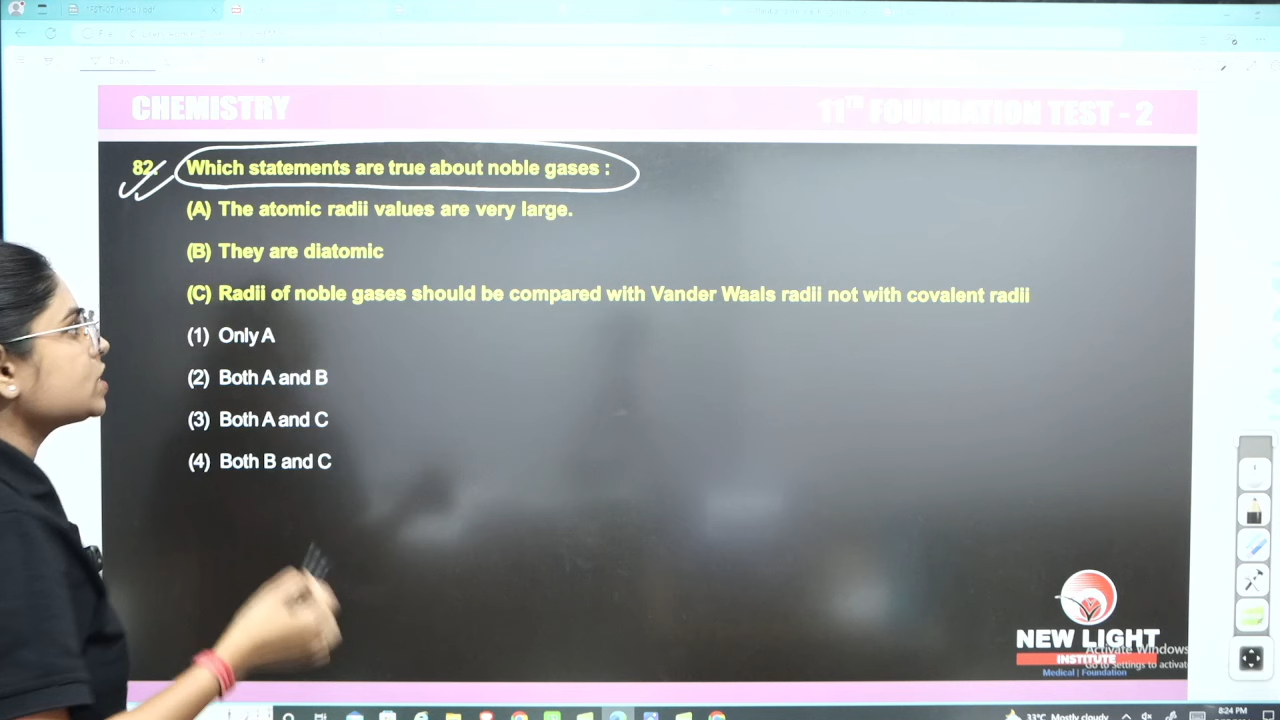 CHEMISTRY
11TH FOUNDATION TEST - 2
82. Which statements are true about noble gases :
(A) The atomic radii values are very large.
(B) They are diatomic
(C) Radii of noble gases should be compared with Vander Waals radii not with covalent radii
(1) Only A
(2) Both A and B
(3) Both A and C
(4) Both B and C
NEW LIGHT
INSTITUTE
Medical | Foundation
Activate Windows
Go to Settings to activate
33°C Mostly cloudy
8:24 PM